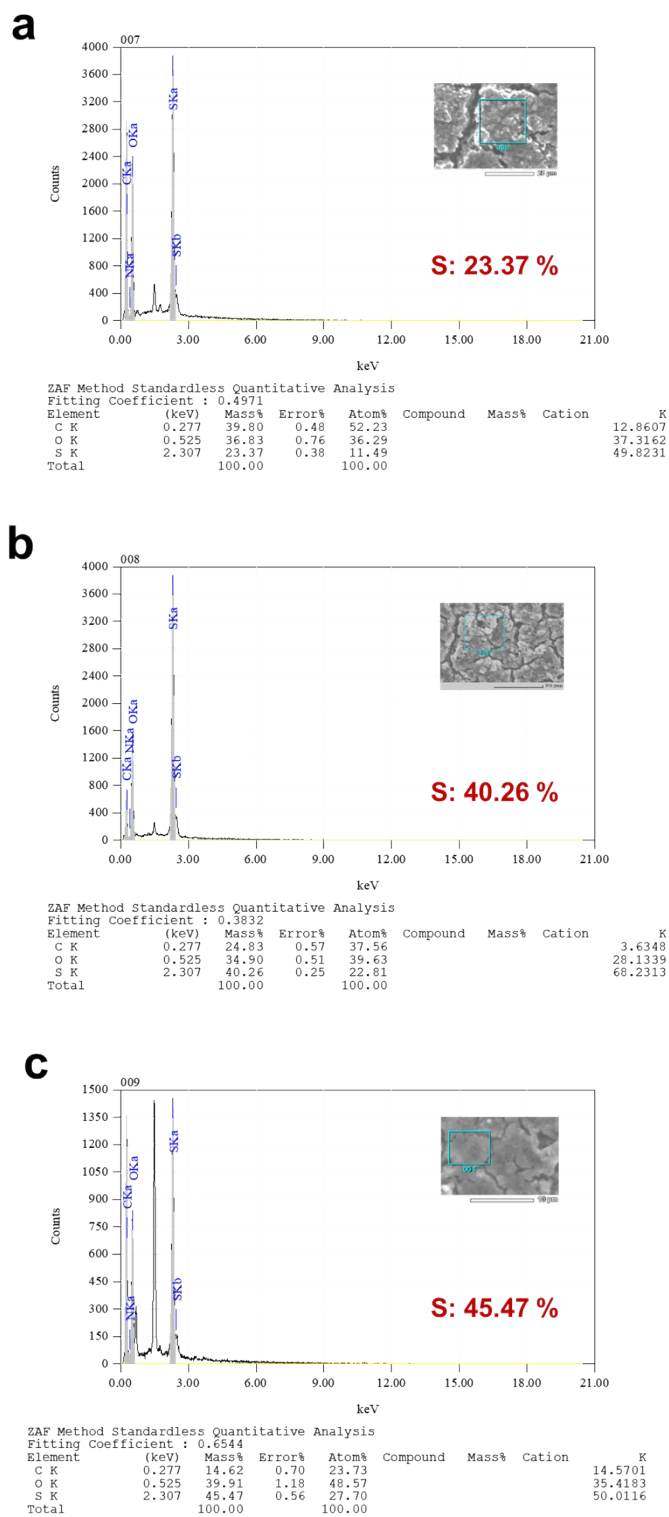 a
007
4000
3600
3200
2800
2400
2000
1600
1200
800
400
0
Counts
CKa
NKa
OKa
SKa
SKb
S: 23.37 %
0.00 3.00 6.00 9.00 12.00 15.00 18.00 21.00
keV
ZAF Method Standardless Quantitative Analysis
Fitting Coefficient : 0.4971
Element (keV) Mass% Error% Atom% Compound Mass% Cation K
C K 0.277 39.80 0.48 52.23 12.8607
O K 0.525 36.83 0.76 36.29 37.3162
S K 2.307 23.37 0.38 11.49 49.8231
Total 100.00 100.00
b
008
4000
3600
3200
2800
2400
2000
1600
1200
800
400
0
Counts
CKa
NKa
OKa
SKa
SKb
S: 40.26 %
0.00 3.00 6.00 9.00 12.00 15.00 18.00 21.00
keV
ZAF Method Standardless Quantitative Analysis
Fitting Coefficient : 0.3832
Element (keV) Mass% Error% Atom% Compound Mass% Cation K
C K 0.277 24.83 0.57 37.56 3.6348
O K 0.525 34.90 0.51 39.63 28.1339
S K 2.307 40.26 0.25 22.81 68.2313
Total 100.00 100.00
c
009
1500
1350
1200
1050
900
750
600
450
300
150
0
Counts
CKa
NKa
OKa
SKa
SKb
S: 45.47 %
0.00 3.00 6.00 9.00 12.00 15.00 18.00 21.00
keV
ZAF Method Standardless Quantitative Analysis
Fitting Coefficient : 0.6544
Element (keV) Mass% Error% Atom% Compound Mass% Cation K
C K 0.277 14.62 0.70 23.73 14.5701
O K 0.525 39.91 1.18 48.57 35.4183
S K 2.307 45.47 0.56 27.70 50.0116
Total 100.00 100.00